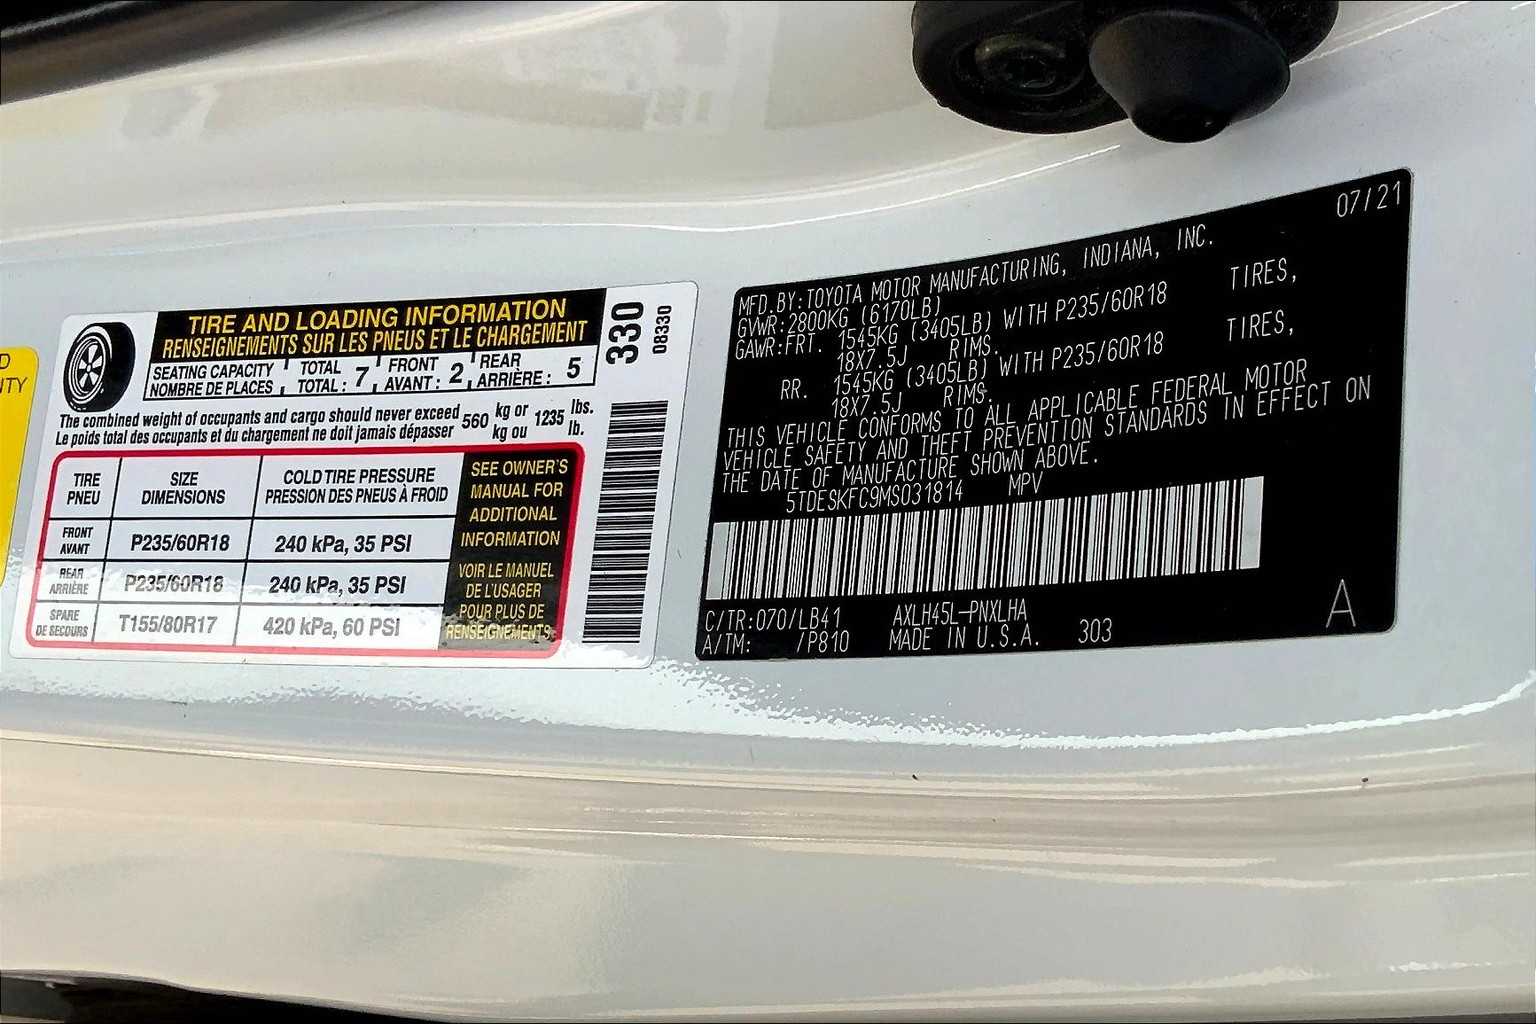 D
ITY
TIRE AND LOADING INFORMATION
RENSEIGNEMENTS SUR LES PNEUS ET LE CHARGEMENT
SEATING CAPACITY TOTAL FRONT REAR
NOMBRE DE PLACES TOTAL : 7 AVANT : 2 ARRIÈRE : 5
The combined weight of occupants and cargo should never exceed 560 kg or 1235 lbs.
Le poids total des occupants et du chargement ne doit jamais dépasser kg ou lb.
TIRE SIZE COLD TIRE PRESSURE
PNEU DIMENSIONS PRESSION DES PNEUS À FROID
FRONT
AVANT P235/60R18 240 kPa, 35 PSI
REAR
ARRIÈRE P235/60R18 240 kPa, 35 PSI
SPARE
DE SECOURS T155/80R17 420 kPa, 60 PSI
SEE OWNER'S
MANUAL FOR
ADDITIONAL
INFORMATION
VOIR LE MANUEL
DE L'USAGER
POUR PLUS DE
RENSEIGNEMENTS
330
08330
07/21
MFD.BY:TOYOTA MOTOR MANUFACTURING, INDIANA, INC.
GVWR:2800KG (6170LB)
GAWR:FRT. 1545KG (3405LB) WITH P235/60R18 TIRES,
18X7.5J RIMS.
RR. 1545KG (3405LB) WITH P235/60R18 TIRES,
18X7.5J RIMS.
THIS VEHICLE CONFORMS TO ALL APPLICABLE FEDERAL MOTOR
VEHICLE SAFETY AND THEFT PREVENTION STANDARDS IN EFFECT ON
THE DATE OF MANUFACTURE SHOWN ABOVE.
5TDESKFC9MS031814 MPV
C/TR:070/LB41 AXLH45L-PNXLHA
A/TM: /P810 MADE IN U.S.A. 303
A